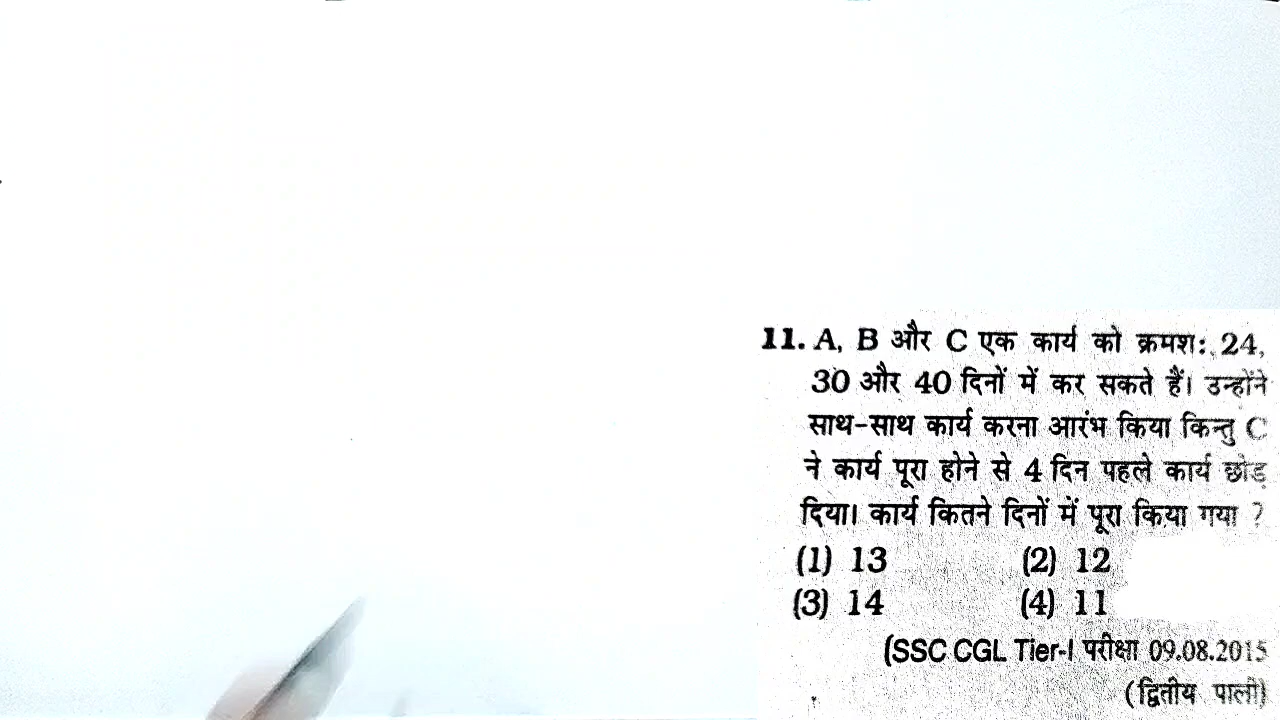 11. A, B और C एक कार्य को क्रमशः 24,
30 और 40 दिनों में कर सकते हैं। उन्होंने
साथ-साथ कार्य करना आरंभ किया किन्तु C
ने कार्य पूरा होने से 4 दिन पहले कार्य छोड़
दिया। कार्य कितने दिनों में पूरा किया गया ?
(1) 13 (2) 12
(3) 14 (4) 11
(SSC CGL Tier-I परीक्षा 09.08.2015
(द्वितीय पाली)